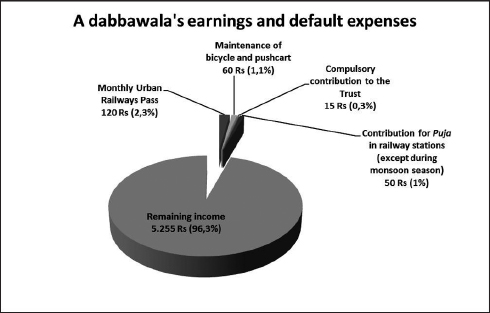 A dabbawala's earnings and default expenses
Maintenance of
bicycle and pushcart
60 Rs (1,1%)
Compulsory
contribution to the
Trust
15 Rs (0,3%)
Monthly Urban
Railways Pass
120 Rs (2,3%)
Contribution for Puja
in railway stations
(except during
monsoon season)
50 Rs (1%)
Remaining income
5.255 Rs (96,3%)